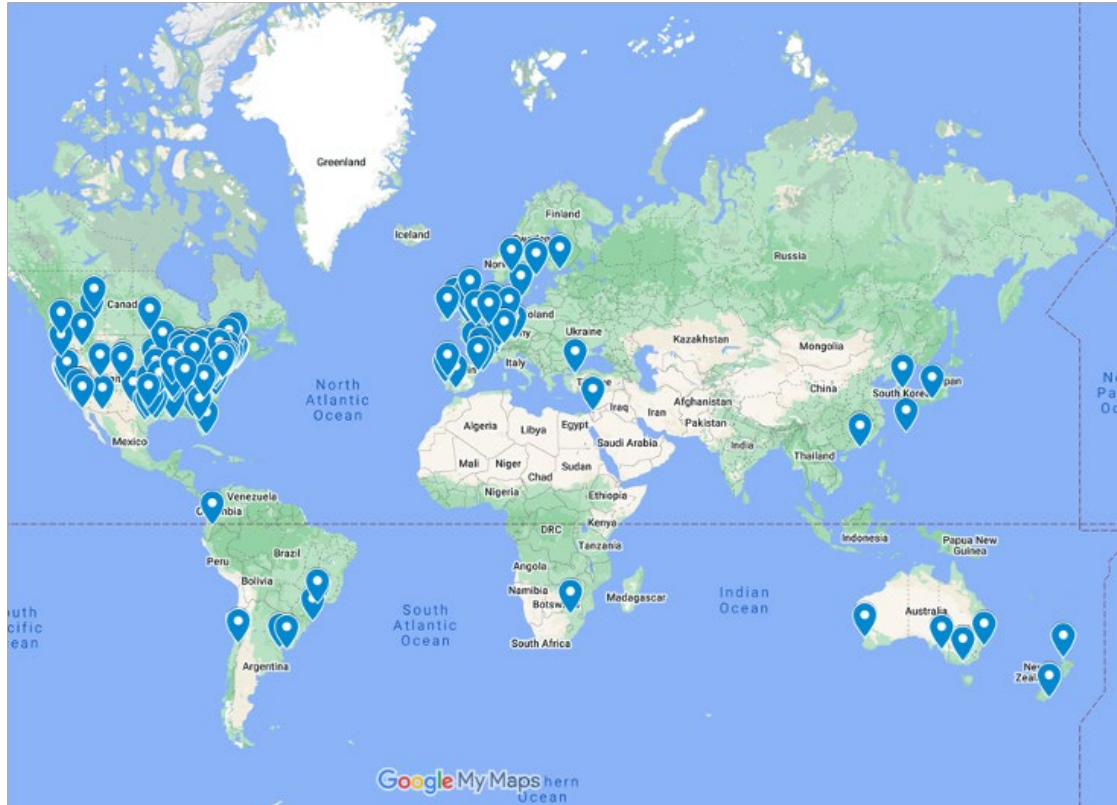 Greenland
Finland
Iceland
Russia
Canad
Ukraine
Kazakhstan
Mongolia
Italy
North
Atlantic
Ocean
China
South Korea
Iraq
Iran
Afghanistan
Pakistan
Mexico
Algeria
Libya
Egypt
Saudi Arabia
India
Thailand
Mali
Niger
Chad
Sudan
Nigeria
Ethiopia
Venezuela
DRC
Kenya
Tanzania
Indonesia
Papua New
Guinea
Peru
Brazil
Bolivia
Angola
Namibia
Botsw
Madagascar
Indian
Ocean
South
Atlantic
Ocean
Australia
South Africa
Argentina
Google My Maps
Ocean